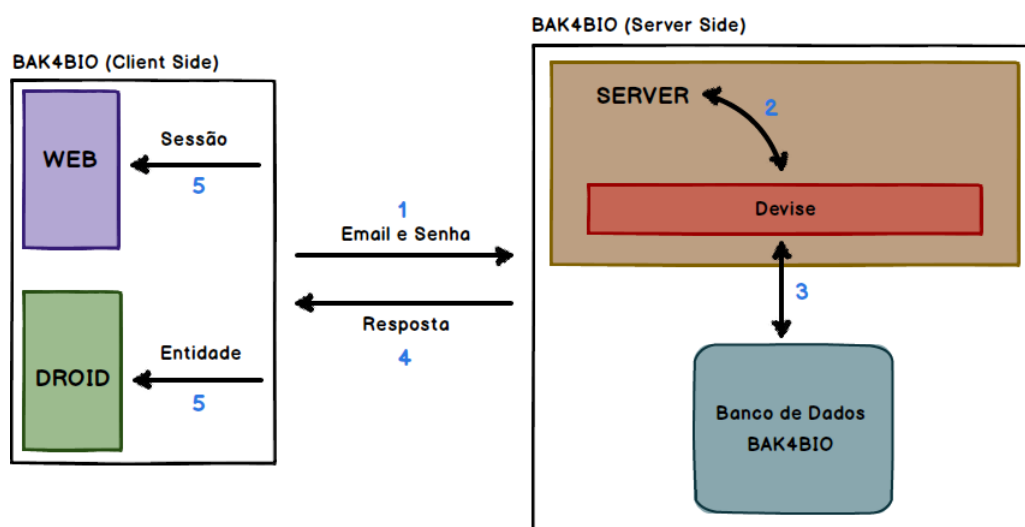 BAK4BIO (Server Side)
BAK4BIO (Client Side)
WEB
Sessão
5
DROID
Entidade
5
1
Email e Senha
Resposta
4
SERVER
2
Devise
3
Banco de Dados
BAK4BIO